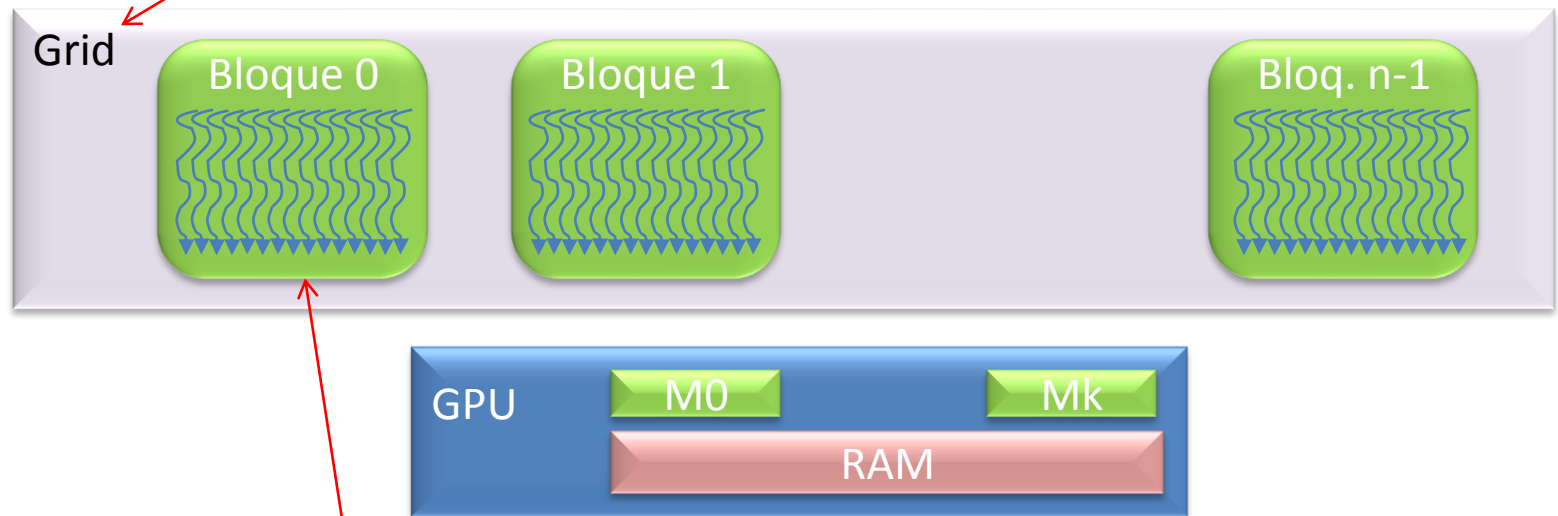 Grid
Bloque 0
Bloque 1
Bloq. n-1
GPU
M0
Mk
RAM